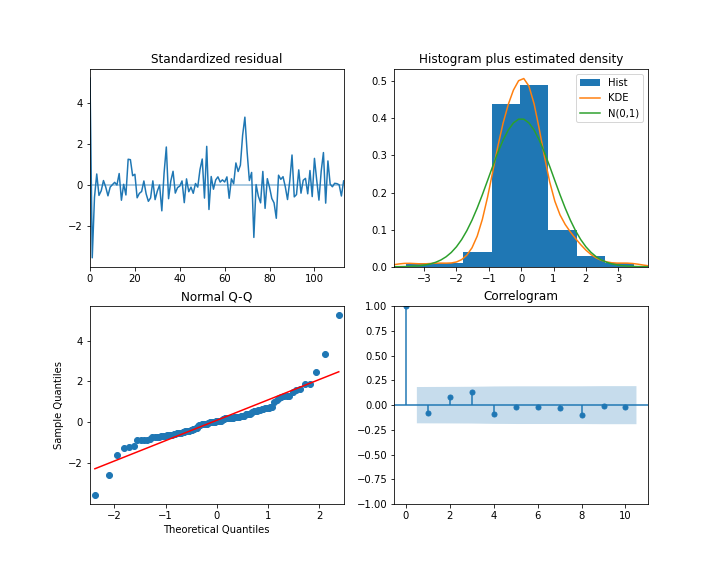 Standardized residual
4
2
0
−2
0 20 40 60 80 100
Histogram plus estimated density
0.5
0.4
0.3
0.2
0.1
0.0
−3 −2 −1 0 1 2 3
Hist
KDE
N(0,1)
Normal Q-Q
Sample Quantiles
4
2
0
−2
−2 −1 0 1 2
Theoretical Quantiles
Correlogram
1.00
0.75
0.50
0.25
0.00
−0.25
−0.50
−0.75
−1.00
0 2 4 6 8 10